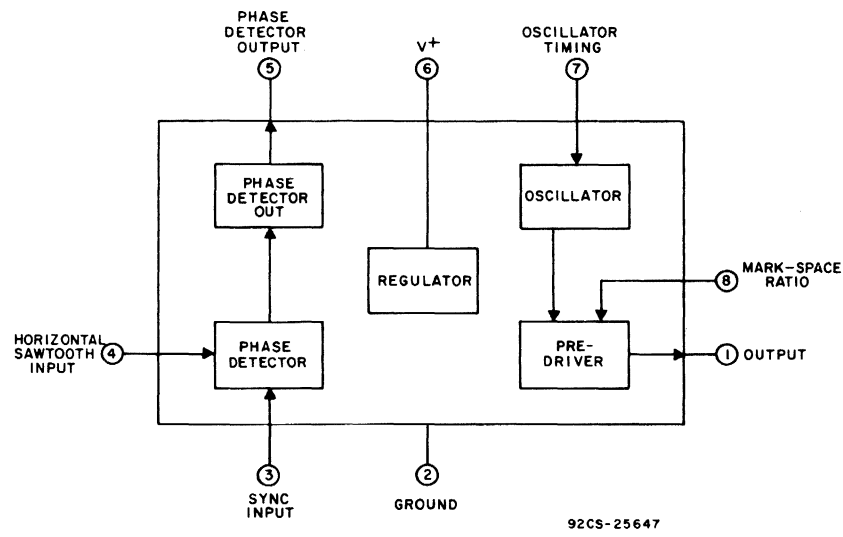 PHASE
DETECTOR
OUTPUT
5
V+
6
OSCILLATOR
TIMING
7
PHASE
DETECTOR
OUT
OSCILLATOR
REGULATOR
8
MARK-SPACE
RATIO
HORIZONTAL
SAWTOOTH
INPUT
4
PHASE
DETECTOR
PRE-
DRIVER
1
OUTPUT
3
SYNC
INPUT
2
GROUND
92CS-25647